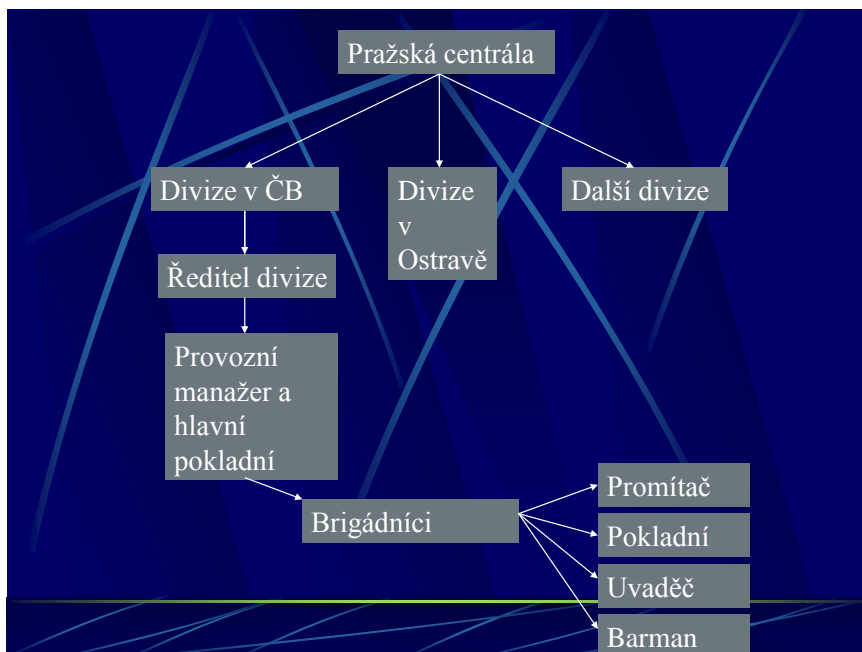 Pražská centrála
Divize v ČB
Divize
v
Ostravě
Další divize
Ředitel divize
Provozní
manažer a
hlavní
pokladní
Brigádníci
Promítač
Pokladní
Uvaděč
Barman